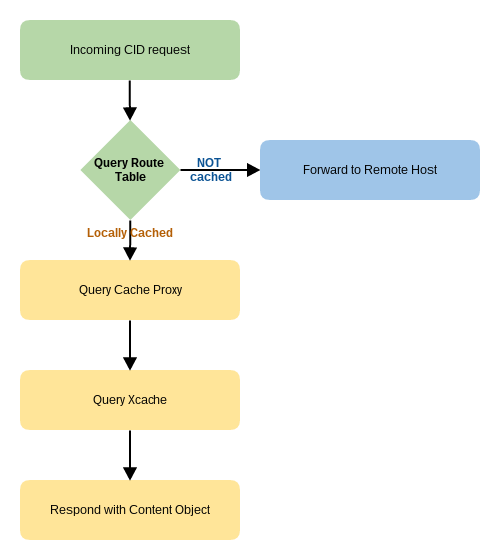 Incoming CID request
Query Route
Table
NOT
cached
Forward to Remote Host
Locally Cached
Query Cache Proxy
Query Xcache
Respond with Content Object